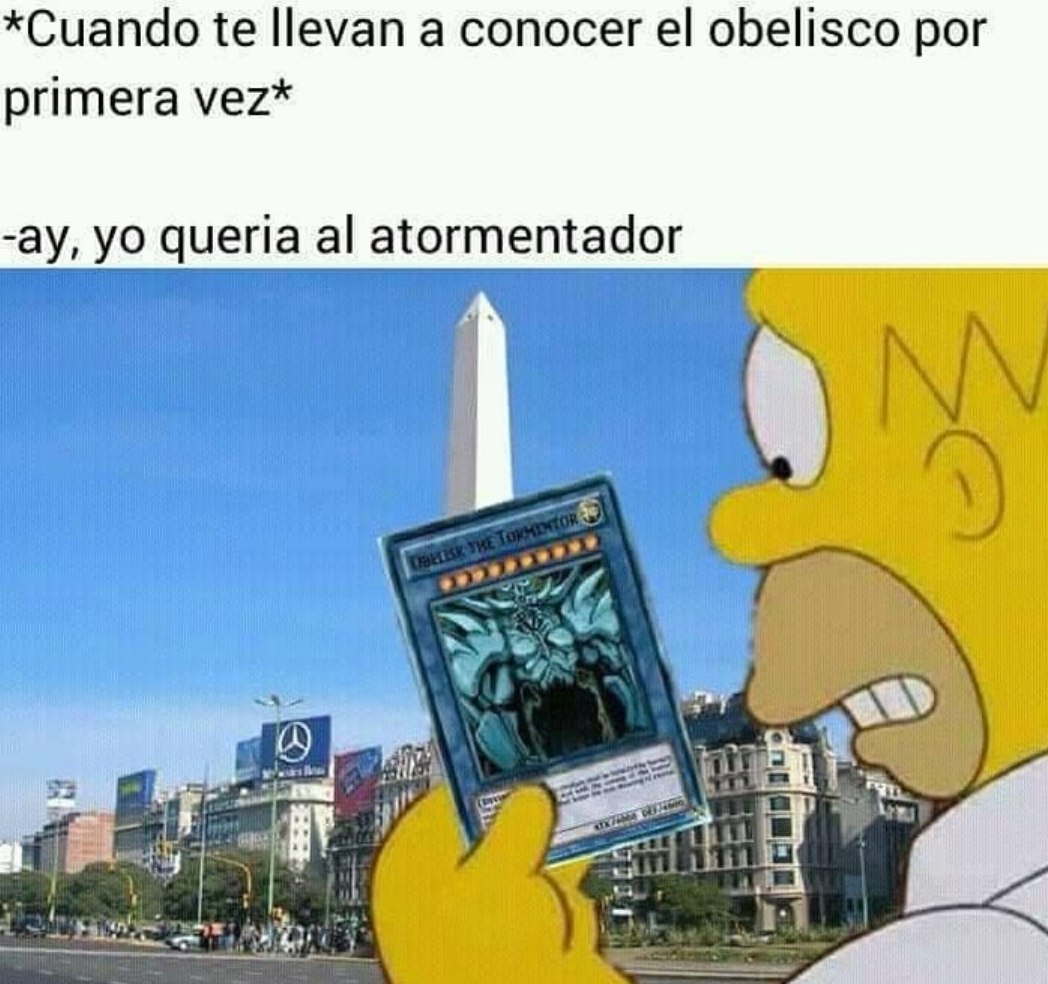 *Cuando te llevan a conocer el obelisco por
primera vez*
-ay, yo queria al atormentador
OBELISK THE TORMENTOR